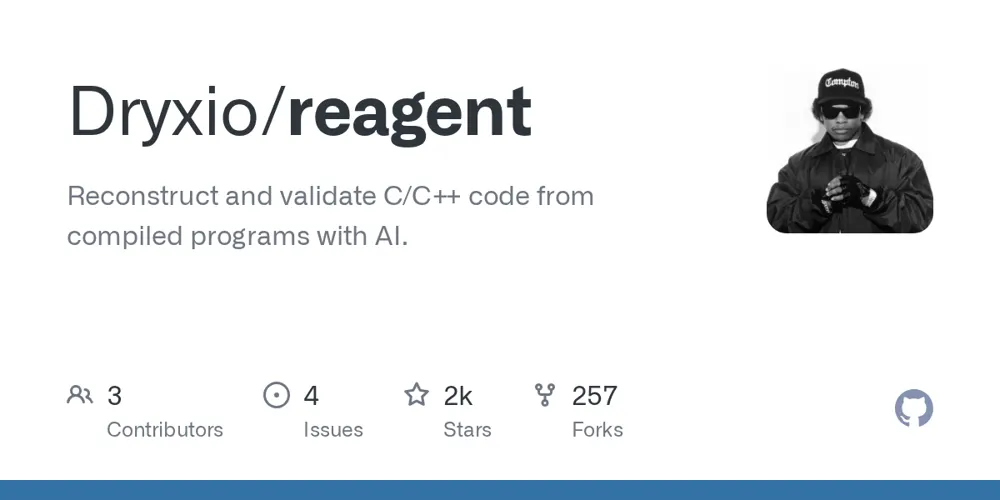 Dryxio/reagent
Compton
Reconstruct and validate C/C++ code from
compiled programs with AI.
3
Contributors
4
Issues
2k
Stars
257
Forks